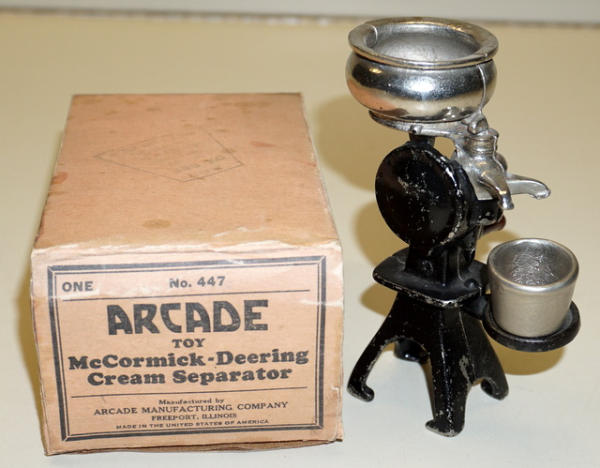 ONE No. 447
ARCADE
TOY
McCormick-Deering
Cream Separator
Manufactured by
ARCADE MANUFACTURING COMPANY
FREEPORT, ILLINOIS
MADE IN THE UNITED STATES OF AMERICA